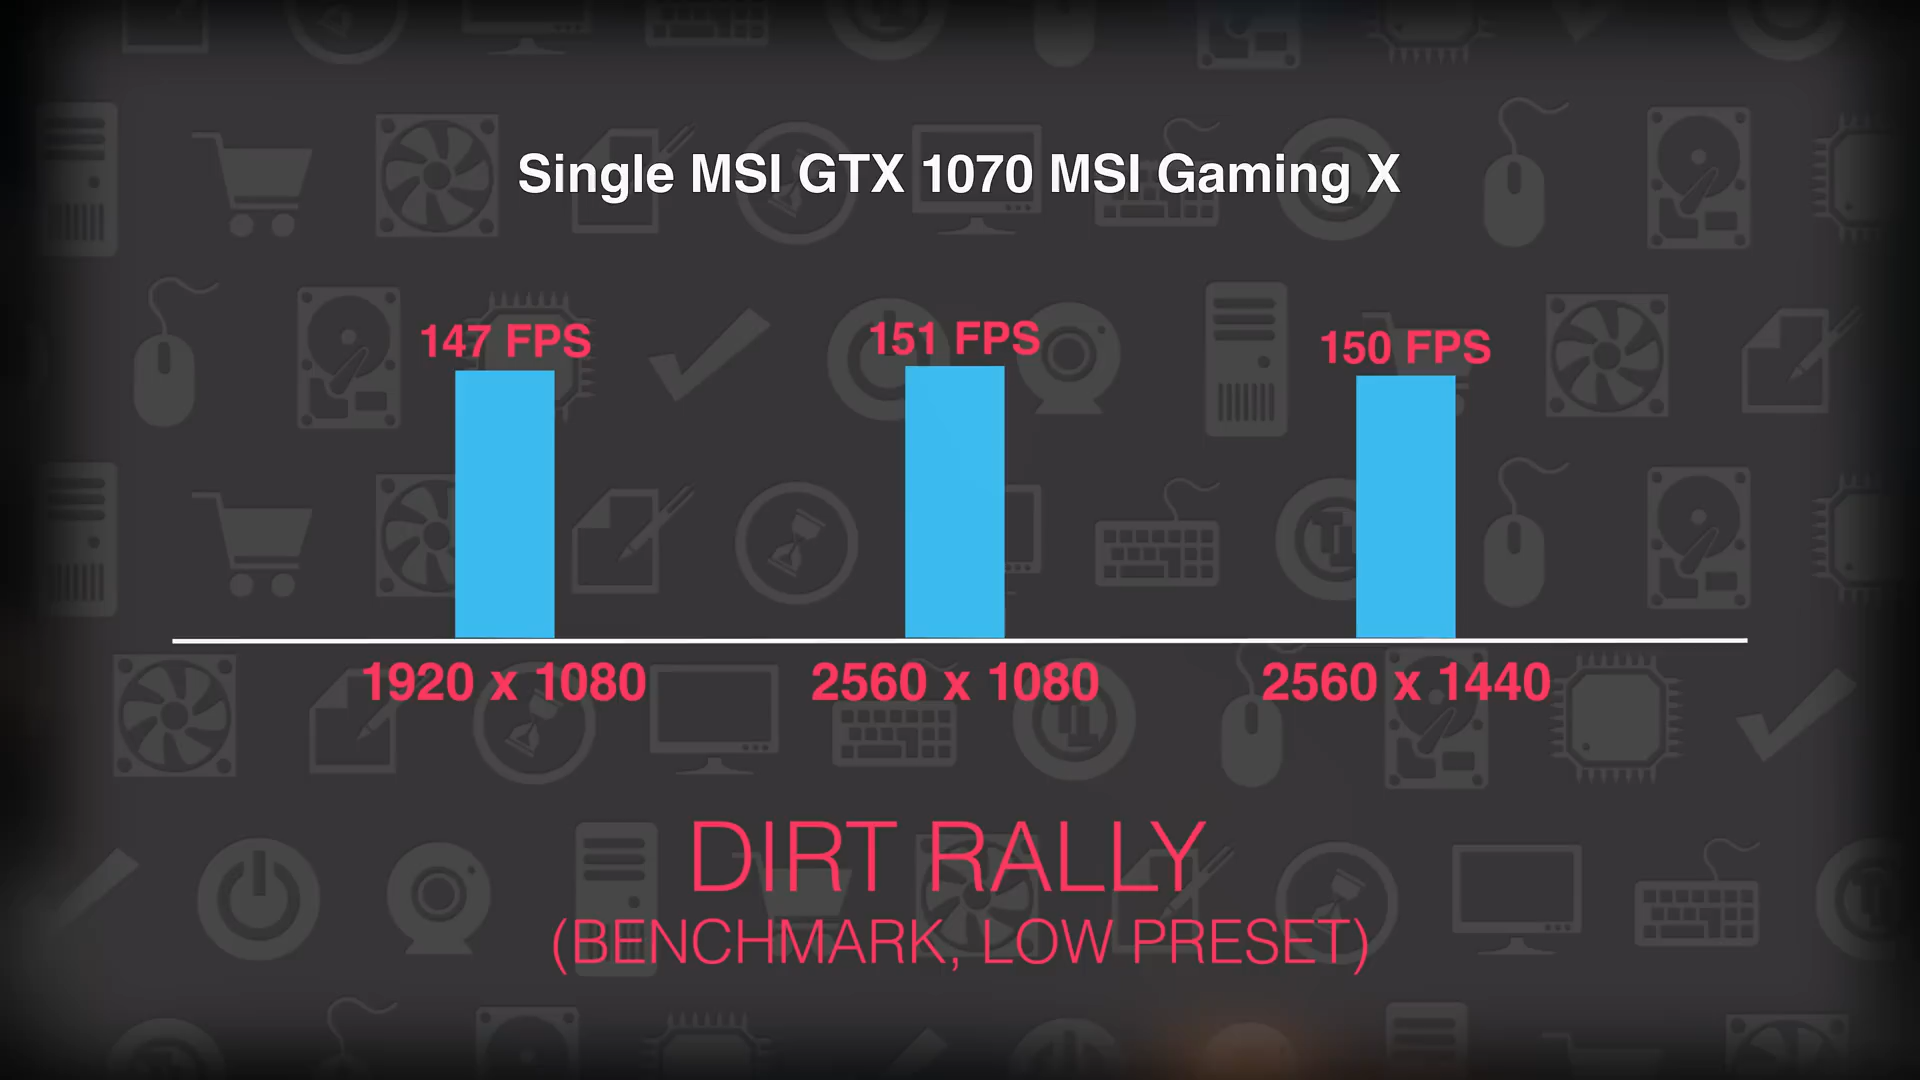 Single MSI GTX 1070 MSI Gaming X
147 FPS
151 FPS
150 FPS
1920 x 1080
2560 x 1080
2560 x 1440
DIRT RALLY
(BENCHMARK, LOW PRESET)